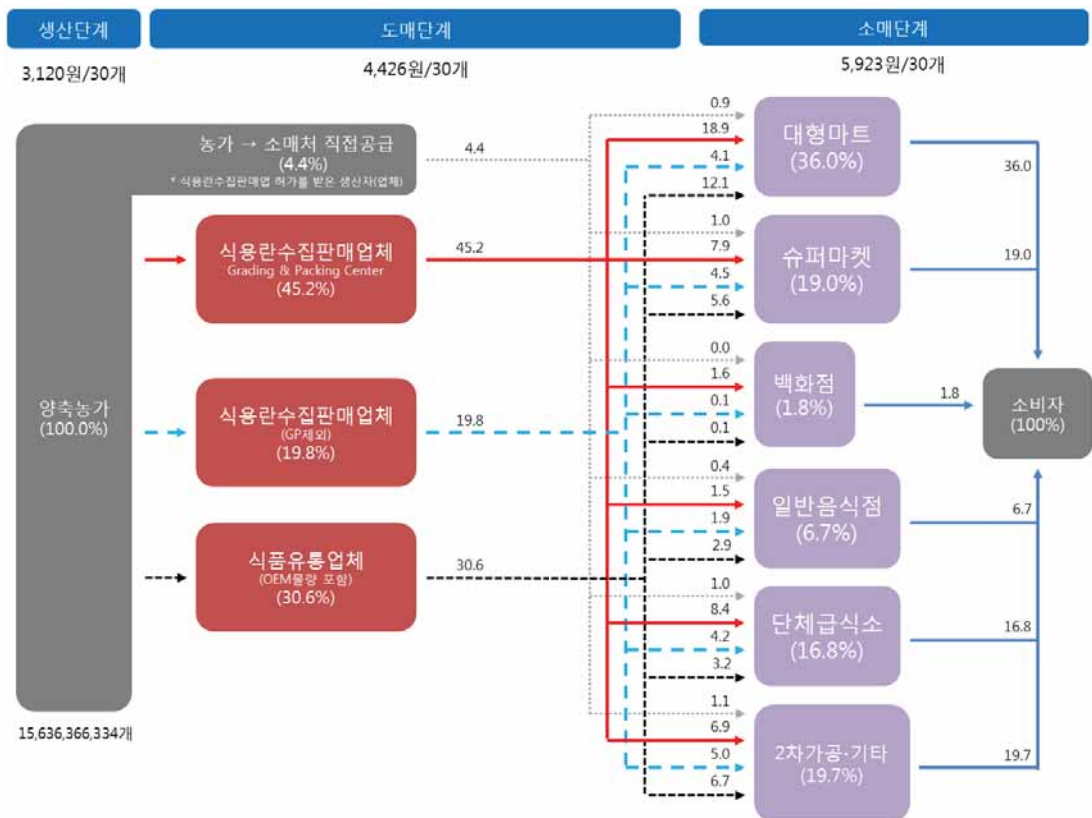 생산단계
도매단계
소매단계
3,120원/30개
4,426원/30개
5,923원/30개
농가 → 소매처 직접공급
(4.4%)
* 식용란수집판매업 허가를 받은 생산자(업체)
4.4
식용란수집판매업체
Grading & Packing Center
(45.2%)
45.2
양축농가
(100.0%)
식용란수집판매업체
(GP제외)
(19.8%)
19.8
식품유통업체
(OEM물량 포함)
(30.6%)
30.6
15,636,366,334개
0.9
18.9
4.1
12.1
대형마트
(36.0%)
36.0
1.0
7.9
4.5
5.6
슈퍼마켓
(19.0%)
19.0
0.0
1.6
0.1
0.1
백화점
(1.8%)
1.8
소비자
(100%)
0.4
1.5
1.9
2.9
일반음식점
(6.7%)
6.7
1.0
8.4
4.2
3.2
단체급식소
(16.8%)
16.8
1.1
6.9
5.0
6.7
2차가공·기타
(19.7%)
19.7